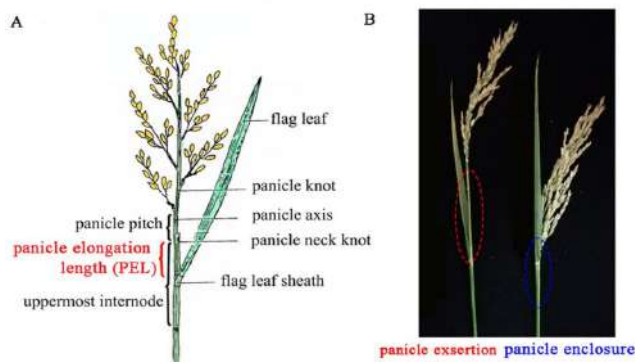 A
flag leaf
panicle knot
panicle pitch
panicle axis
panicle elongation
length (PEL)
panicle neck knot
flag leaf sheath
uppermost internode
B
panicle exsertion
panicle enclosure